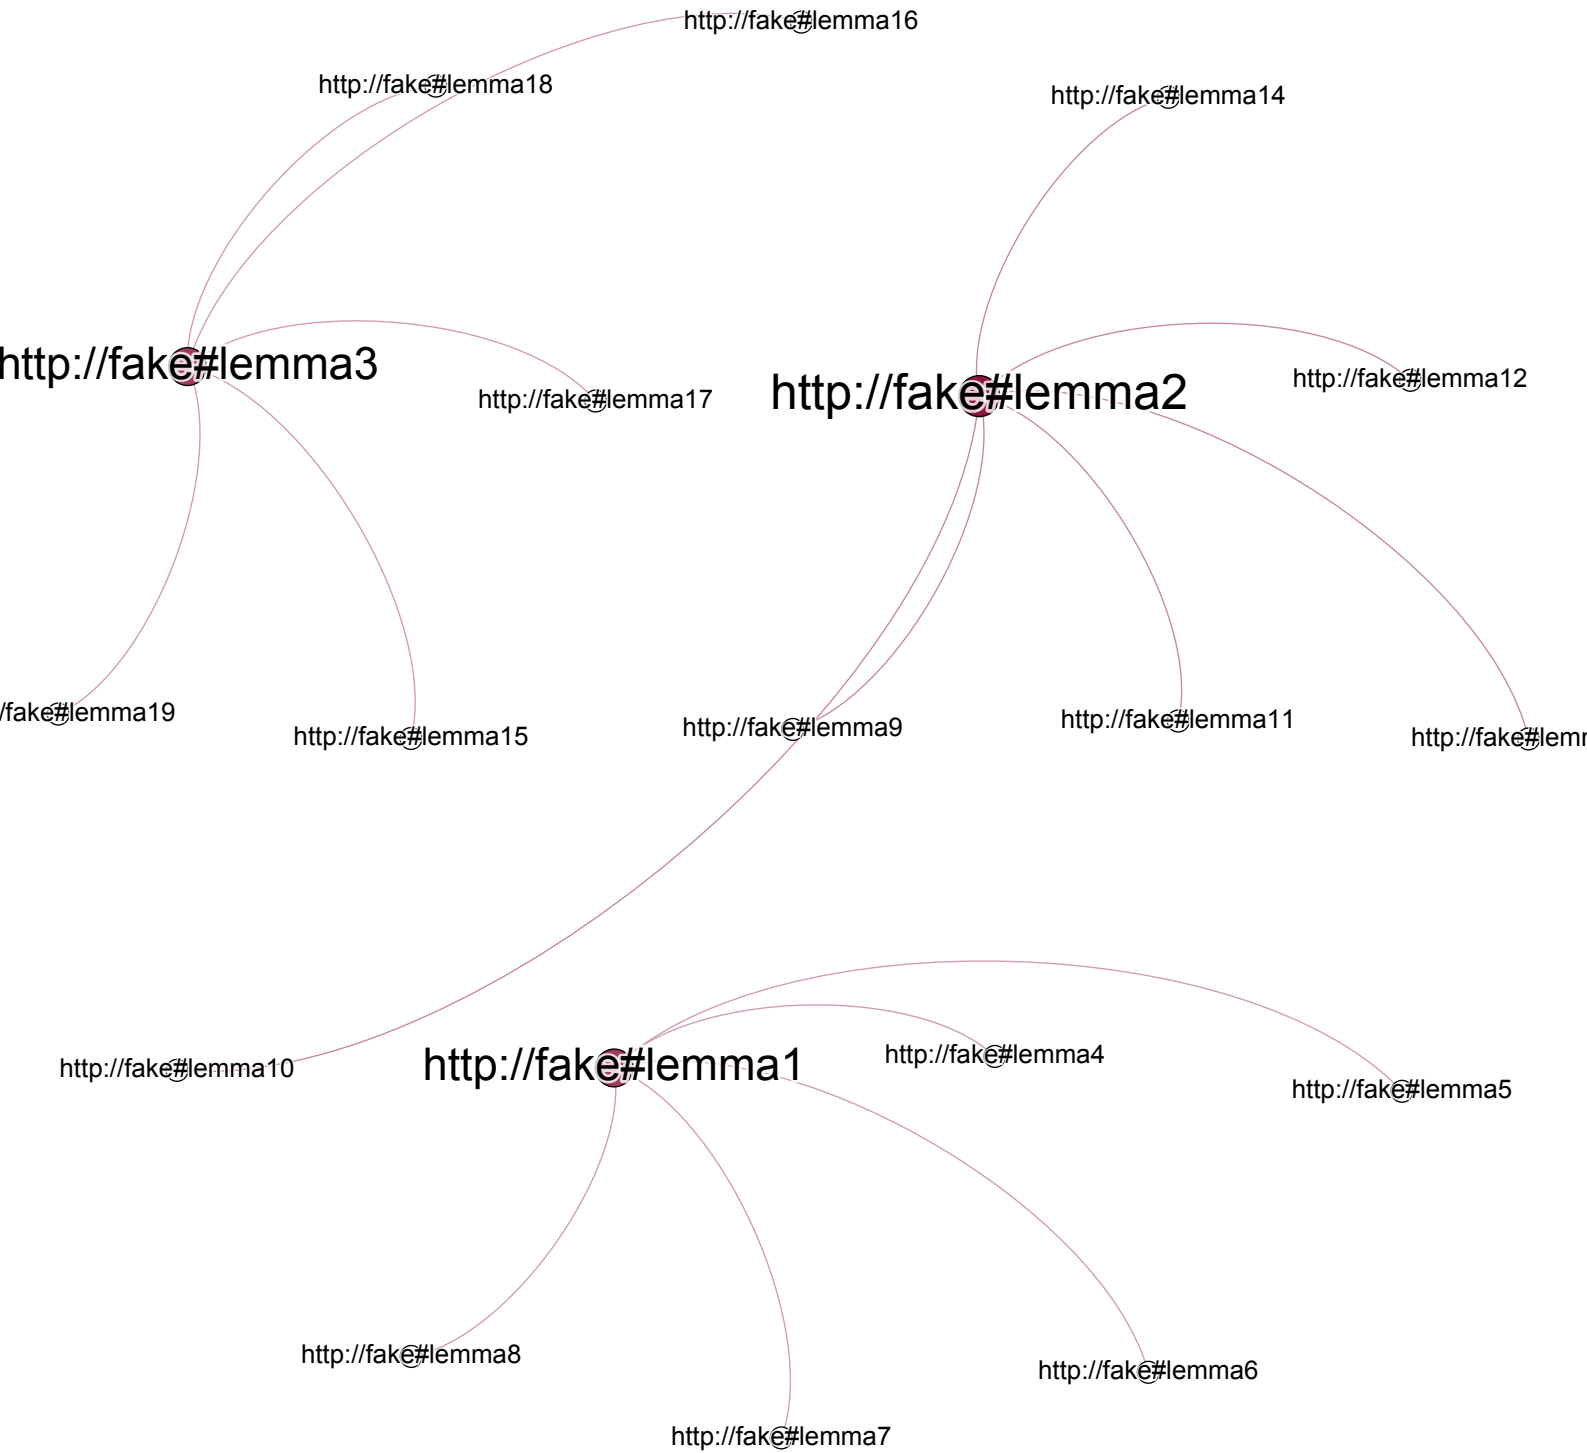 http://fake#lemma16
http://fake#lemma18
http://fake#lemma14
http://fake#lemma3
http://fake#lemma17
http://fake#lemma2
http://fake#lemma12
/fake#lemma19
http://fake#lemma15
http://fake#lemma9
http://fake#lemma11
http://fake#lem
http://fake#lemma10
http://fake#lemma1
http://fake#lemma4
http://fake#lemma5
http://fake#lemma8
http://fake#lemma6
http://fake#lemma7